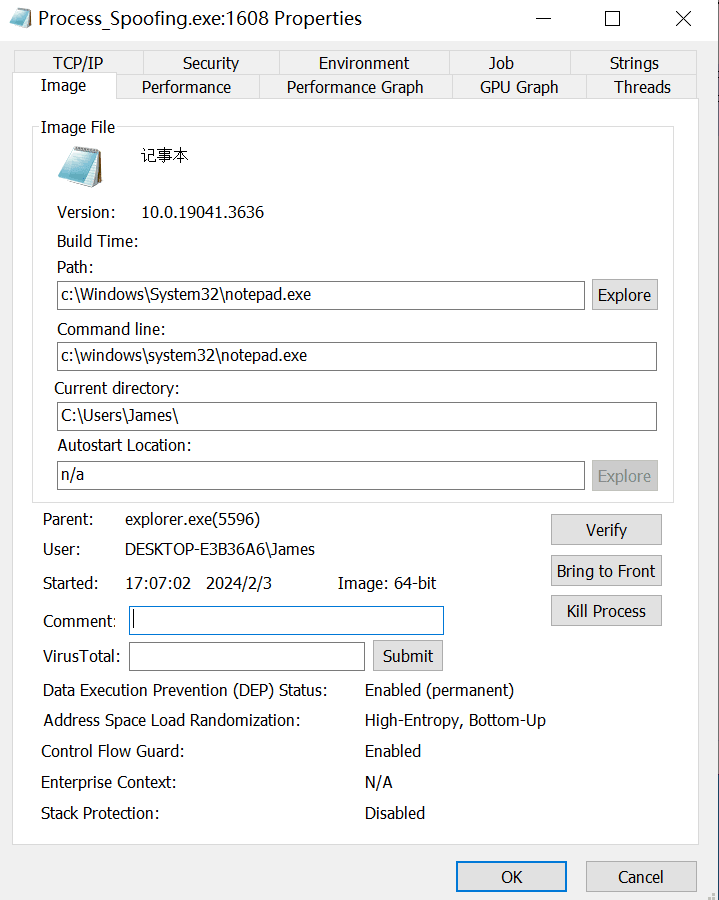 Process_Spoofing.exe:1608 Properties
TCP/IP Security Environment Job Strings
Image Performance Performance Graph GPU Graph Threads
Image File
记事本
Version: 10.0.19041.3636
Build Time:
Path:
c:\Windows\System32\notepad.exe Explore
Command line:
c:\windows\system32\notepad.exe
Current directory:
C:\Users\James\
Autostart Location:
n/a Explore
Parent: explorer.exe(5596)
Verify
User: DESKTOP-E3B36A6\James
Bring to Front
Started: 17:07:02 2024/2/3 Image: 64-bit
Kill Process
Comment:
VirusTotal: Submit
Data Execution Prevention (DEP) Status: Enabled (permanent)
Address Space Load Randomization: High-Entropy, Bottom-Up
Control Flow Guard: Enabled
Enterprise Context: N/A
Stack Protection: Disabled
OK Cancel